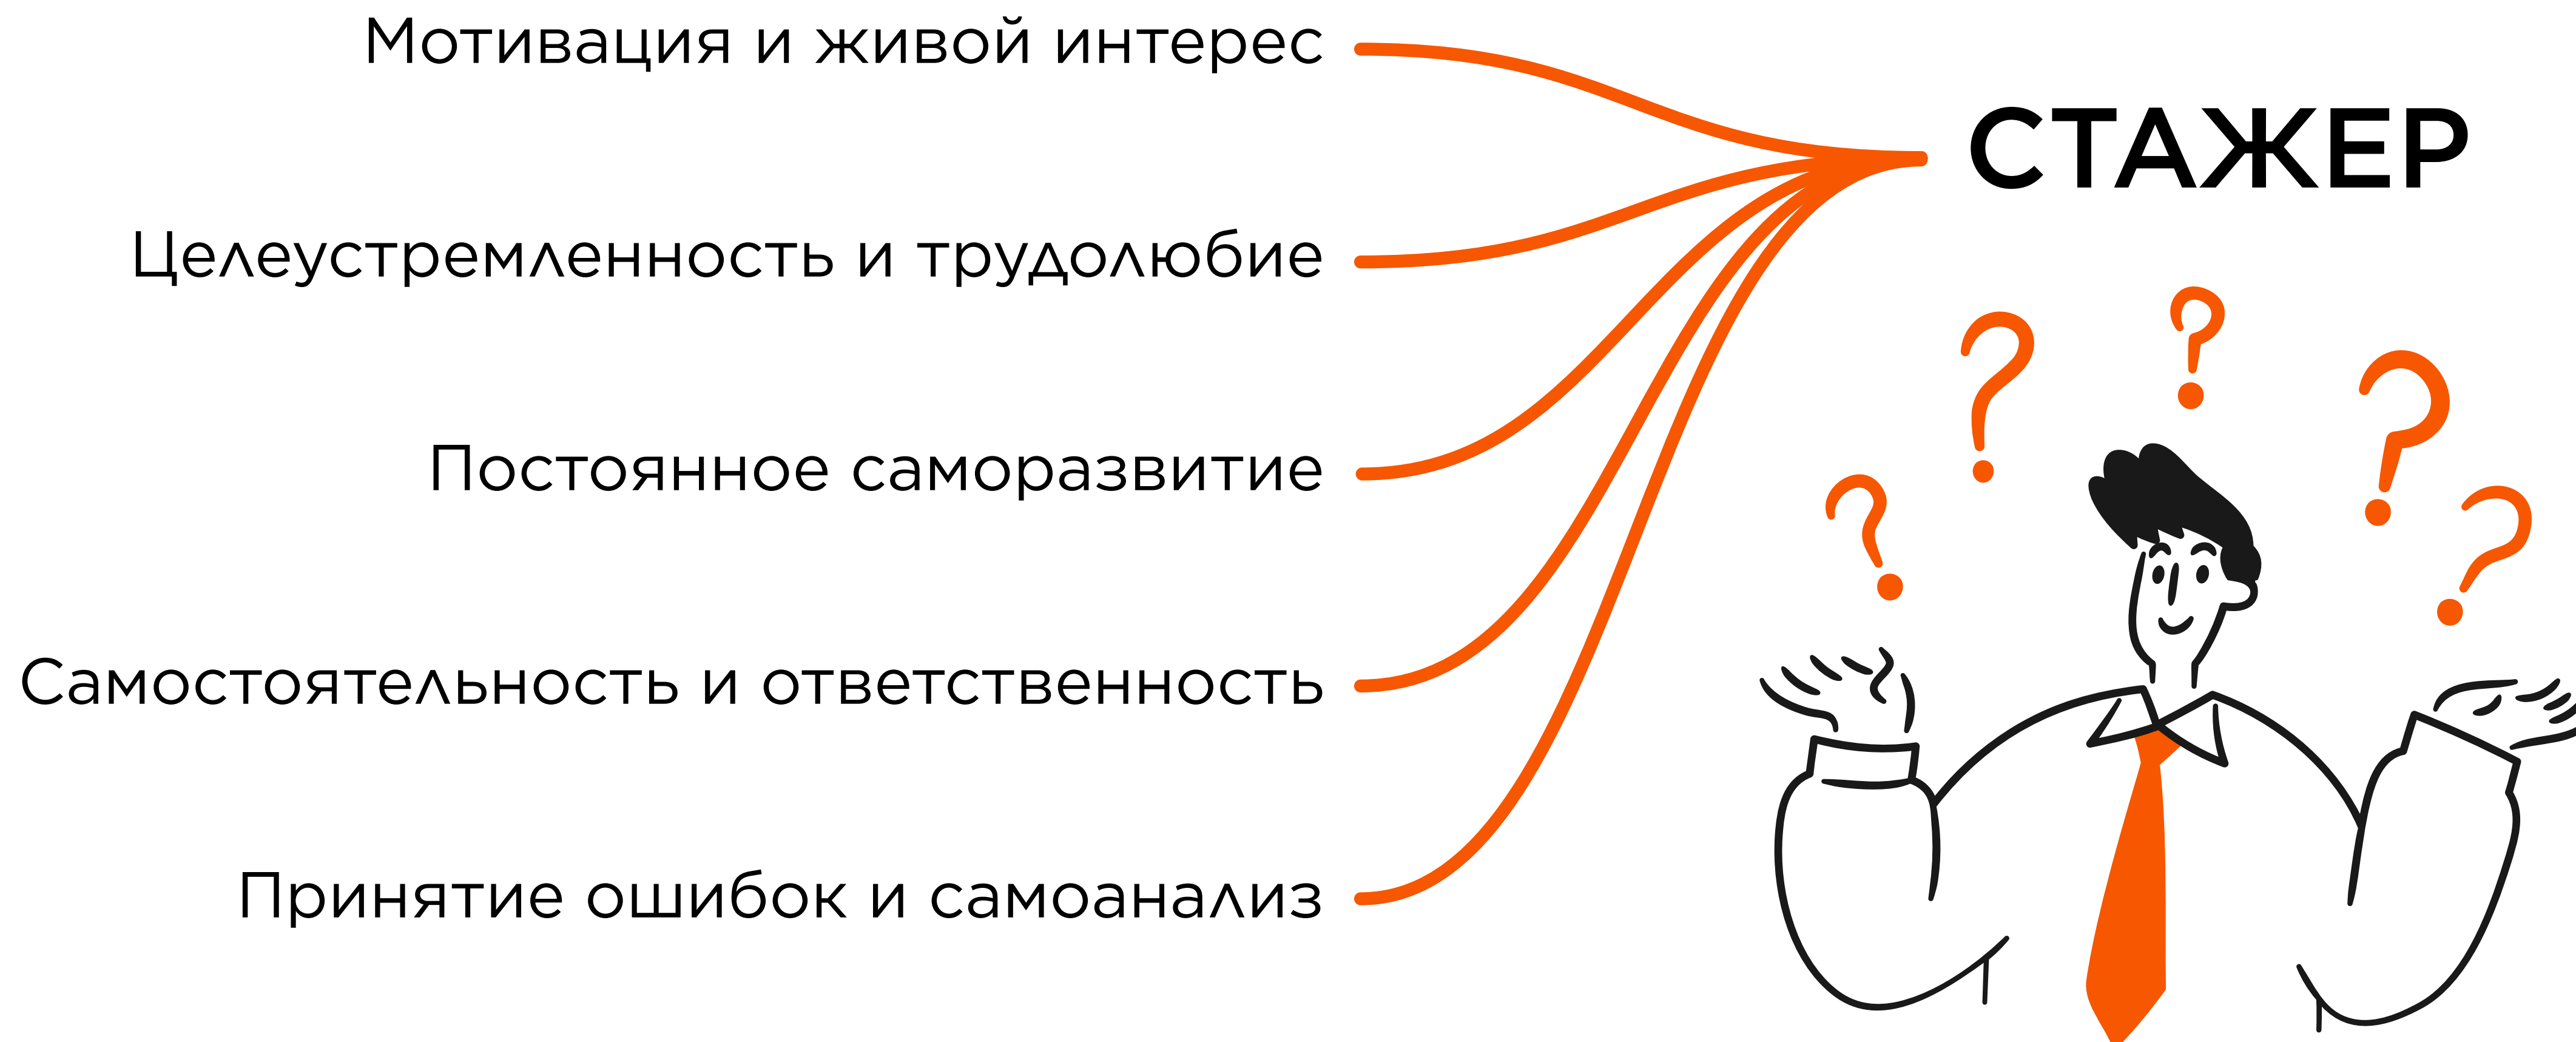 Мотивация и живой интерес
СТАЖЕР
Целеустремленность и трудолюбие
Постоянное саморазвитие
Самостоятельность и ответственность
Принятие ошибок и самоанализ